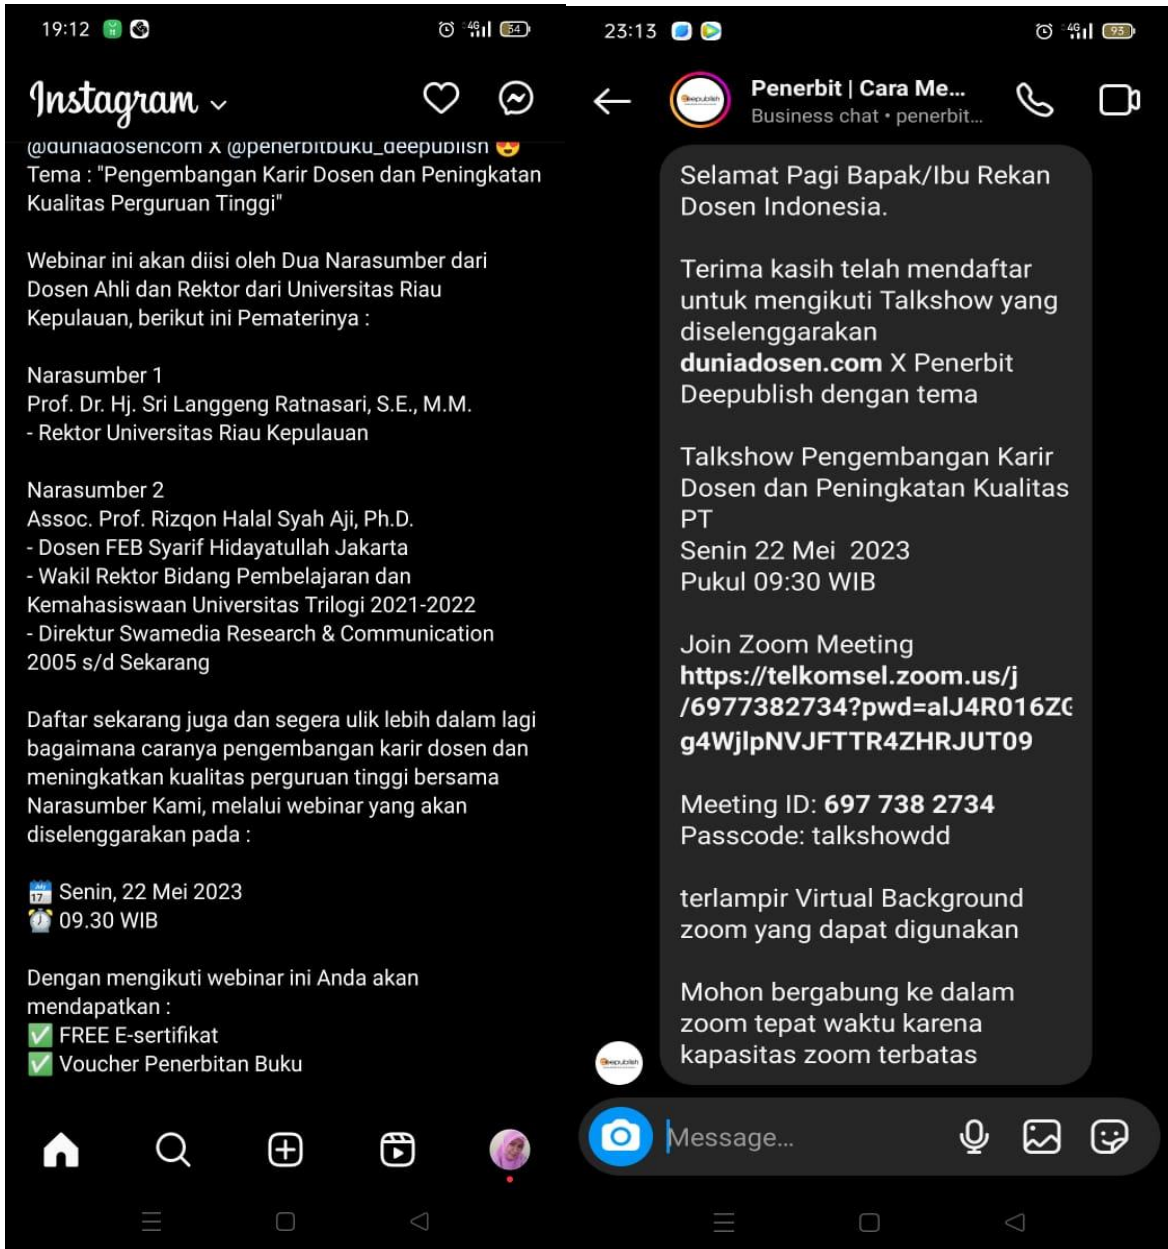 19:12
4G
54
Instagram
@duniadosencom X @penerbitbuku_deepublish 😍
Tema : "Pengembangan Karir Dosen dan Peningkatan
Kualitas Perguruan Tinggi"
Webinar ini akan diisi oleh Dua Narasumber dari
Dosen Ahli dan Rektor dari Universitas Riau
Kepulauan, berikut ini Pematerinya :
Narasumber 1
Prof. Dr. Hj. Sri Langgeng Ratnasari, S.E., M.M.
- Rektor Universitas Riau Kepulauan
Narasumber 2
Assoc. Prof. Rizqon Halal Syah Aji, Ph.D.
- Dosen FEB Syarif Hidayatullah Jakarta
- Wakil Rektor Bidang Pembelajaran dan
Kemahasiswaan Universitas Trilogi 2021-2022
- Direktur Swamedia Research & Communication
2005 s/d Sekarang
Daftar sekarang juga dan segera ulik lebih dalam lagi
bagaimana caranya pengembangan karir dosen dan
meningkatkan kualitas perguruan tinggi bersama
Narasumber Kami, melalui webinar yang akan
diselenggarakan pada :
📅 Senin, 22 Mei 2023
⏰ 09.30 WIB
Dengan mengikuti webinar ini Anda akan
mendapatkan :
✅ FREE E-sertifikat
✅ Voucher Penerbitan Buku
23:13
4G
93
Deepublish
Penerbit | Cara Me...
Business chat • penerbit...
Selamat Pagi Bapak/Ibu Rekan
Dosen Indonesia.
Terima kasih telah mendaftar
untuk mengikuti Talkshow yang
diselenggarakan
duniadosen.com X Penerbit
Deepublish dengan tema
Talkshow Pengembangan Karir
Dosen dan Peningkatan Kualitas
PT
Senin 22 Mei 2023
Pukul 09:30 WIB
Join Zoom Meeting
https://telkomsel.zoom.us/j
/6977382734?pwd=alJ4R016Z
g4WjlpNVJFTTR4ZHRJUT09
Meeting ID: 697 738 2734
Passcode: talkshowdd
terlampir Virtual Background
zoom yang dapat digunakan
Mohon bergabung ke dalam
zoom tepat waktu karena
kapasitas zoom terbatas
Deepublish
Message...